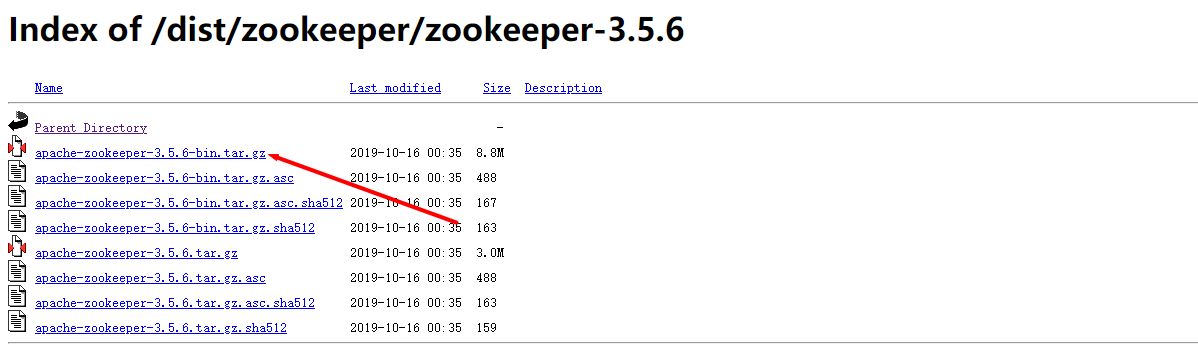 Index of /dist/zookeeper/zookeeper-3.5.6
Name Last modified Size Description
Parent Directory -
apache-zookeeper-3.5.6-bin.tar.gz 2019-10-16 00:35 8.8M
apache-zookeeper-3.5.6-bin.tar.gz.asc 2019-10-16 00:35 488
apache-zookeeper-3.5.6-bin.tar.gz.asc.sha512 2019-10-16 00:35 167
apache-zookeeper-3.5.6-bin.tar.gz.sha512 2019-10-16 00:35 163
apache-zookeeper-3.5.6.tar.gz 2019-10-16 00:35 3.0M
apache-zookeeper-3.5.6.tar.gz.asc 2019-10-16 00:35 488
apache-zookeeper-3.5.6.tar.gz.asc.sha512 2019-10-16 00:35 163
apache-zookeeper-3.5.6.tar.gz.sha512 2019-10-16 00:35 159